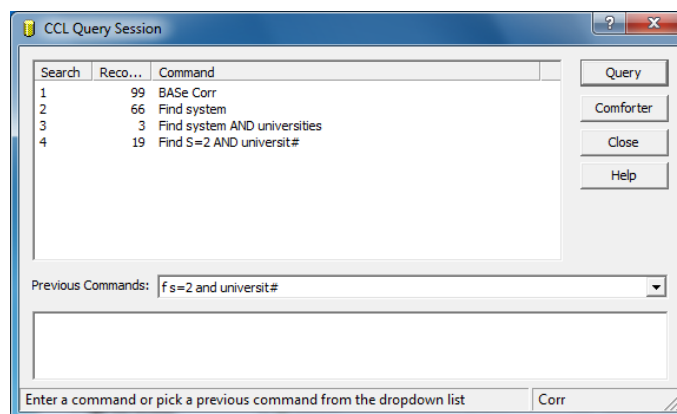 CCL Query Session
?
Search Reco... Command
1 99 BASe Corr
2 66 Find system
3 3 Find system AND universities
4 19 Find S=2 AND universit#
Query
Comforter
Close
Help
Previous Commands: f s=2 and universit#
Enter a command or pick a previous command from the dropdown list Corr